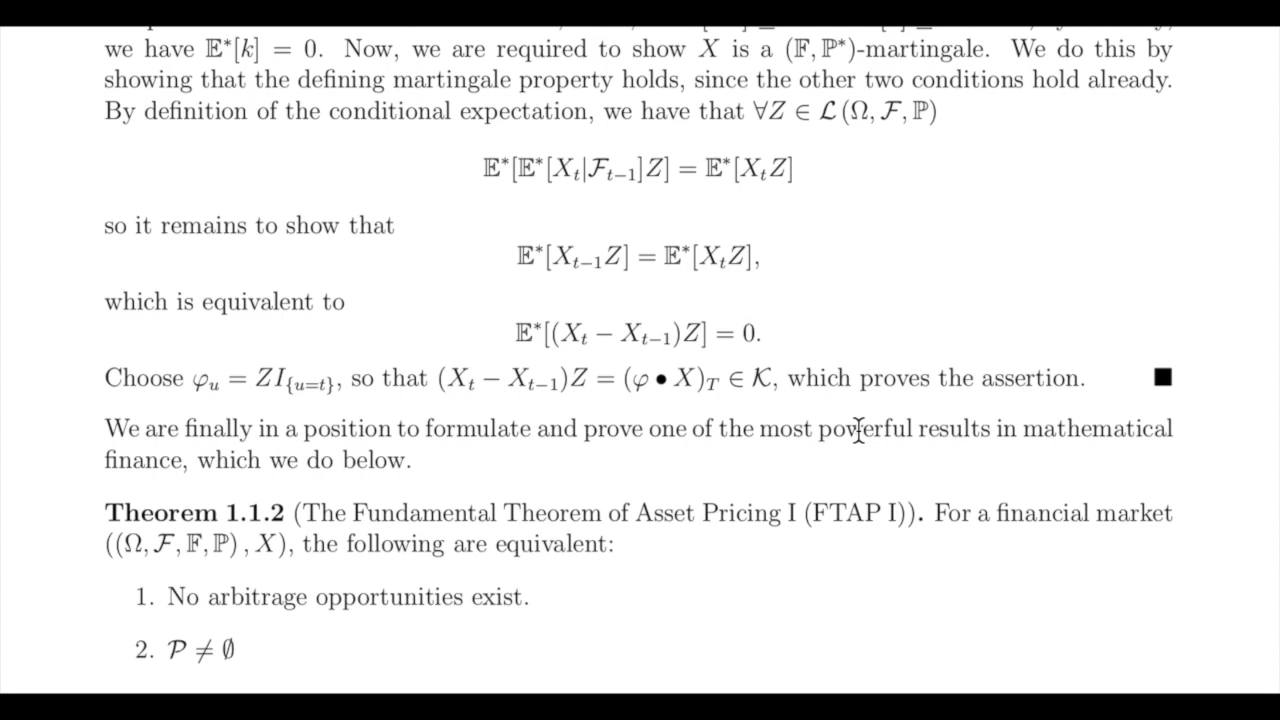 we have 𝔼*[k] = 0. Now, we are required to show X is a (𝔽, ℙ*)-martingale. We do this by
showing that the defining martingale property holds, since the other two conditions hold already.
By definition of the conditional expectation, we have that ∀Z ∈ ℒ(Ω, ℱ, ℙ)
𝔼*[𝔼*[X_t|ℱ_{t−1}]Z] = 𝔼*[X_tZ]
so it remains to show that
𝔼*[X_{t−1}Z] = 𝔼*[X_tZ],
which is equivalent to
𝔼*[(X_t − X_{t−1})Z] = 0.
Choose φ_u = ZI_{{u=t}}, so that (X_t − X_{t−1})Z = (φ • X)_T ∈ 𝒦, which proves the assertion. ■
We are finally in a position to formulate and prove one of the most powerful results in mathematical
finance, which we do below.
Theorem 1.1.2 (The Fundamental Theorem of Asset Pricing I (FTAP I)). For a financial market
((Ω, ℱ, 𝔽, ℙ), X), the following are equivalent:
1. No arbitrage opportunities exist.
2. 𝒫 ≠ ∅